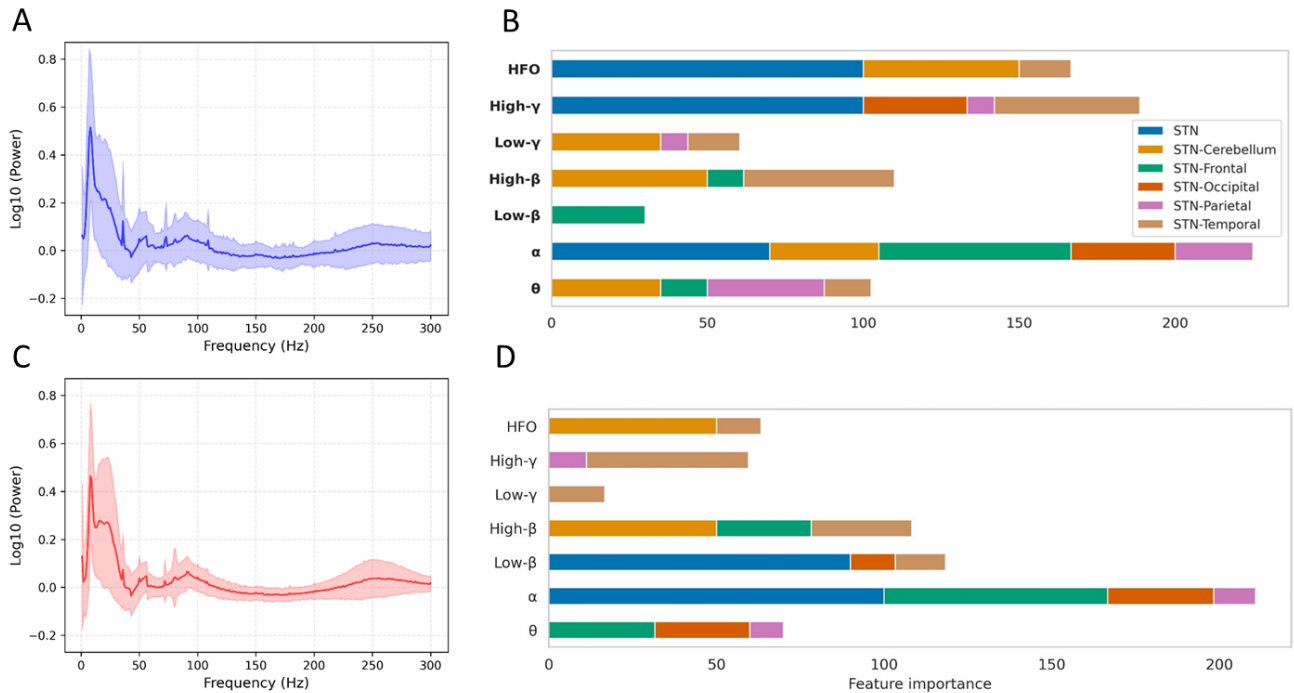 A
Log10 (Power)
0.8
0.6
0.4
0.2
0.0
−0.2
0 50 100 150 200 250 300
Frequency (Hz)
B
HFO
High-γ
Low-γ
High-β
Low-β
α
θ
0 50 100 150 200
STN
STN-Cerebellum
STN-Frontal
STN-Occipital
STN-Parietal
STN-Temporal
C
Log10 (Power)
0.8
0.6
0.4
0.2
0.0
−0.2
0 50 100 150 200 250 300
Frequency (Hz)
D
HFO
High-γ
Low-γ
High-β
Low-β
α
θ
0 50 100 150 200
Feature importance